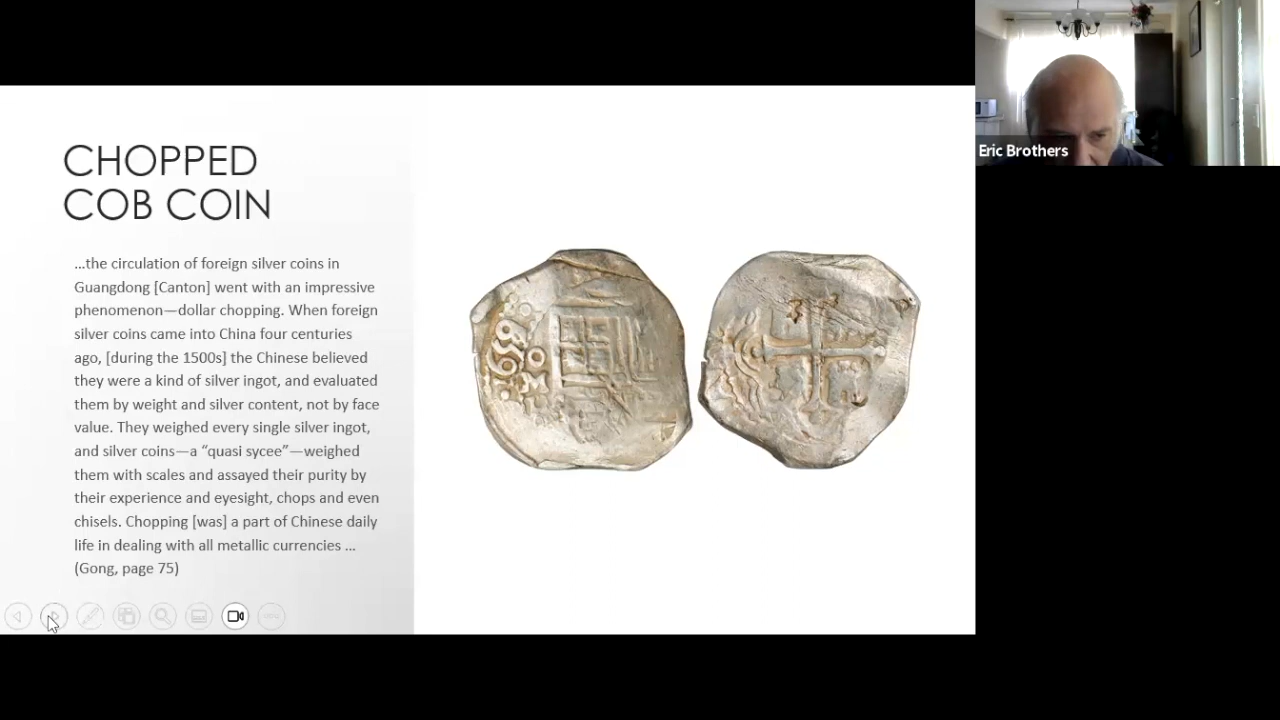 CHOPPED
COB COIN
…the circulation of foreign silver coins in
Guangdong [Canton] went with an impressive
phenomenon—dollar chopping. When foreign
silver coins came into China four centuries
ago, [during the 1500s] the Chinese believed
they were a kind of silver ingot, and evaluated
them by weight and silver content, not by face
value. They weighed every single silver ingot,
and silver coins—a “quasi sycee”—weighed
them with scales and assayed their purity by
their experience and eyesight, chops and even
chisels. Chopping [was] a part of Chinese daily
life in dealing with all metallic currencies …
(Gong, page 75)
Eric Brothers